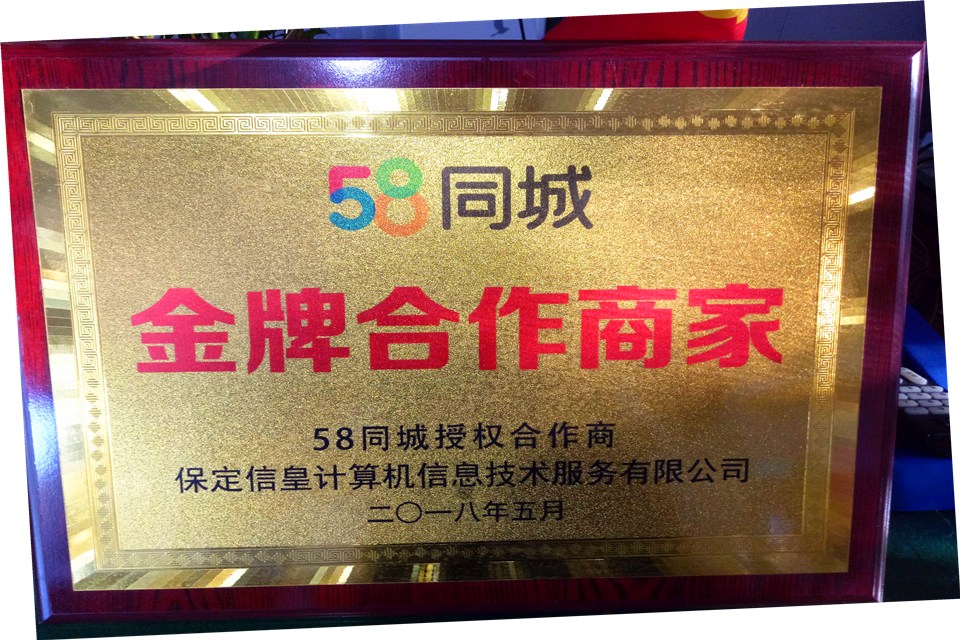 58同城
金牌合作商家
58同城授权合作商
保定信皇计算机信息技术服务有限公司
二〇一八年五月